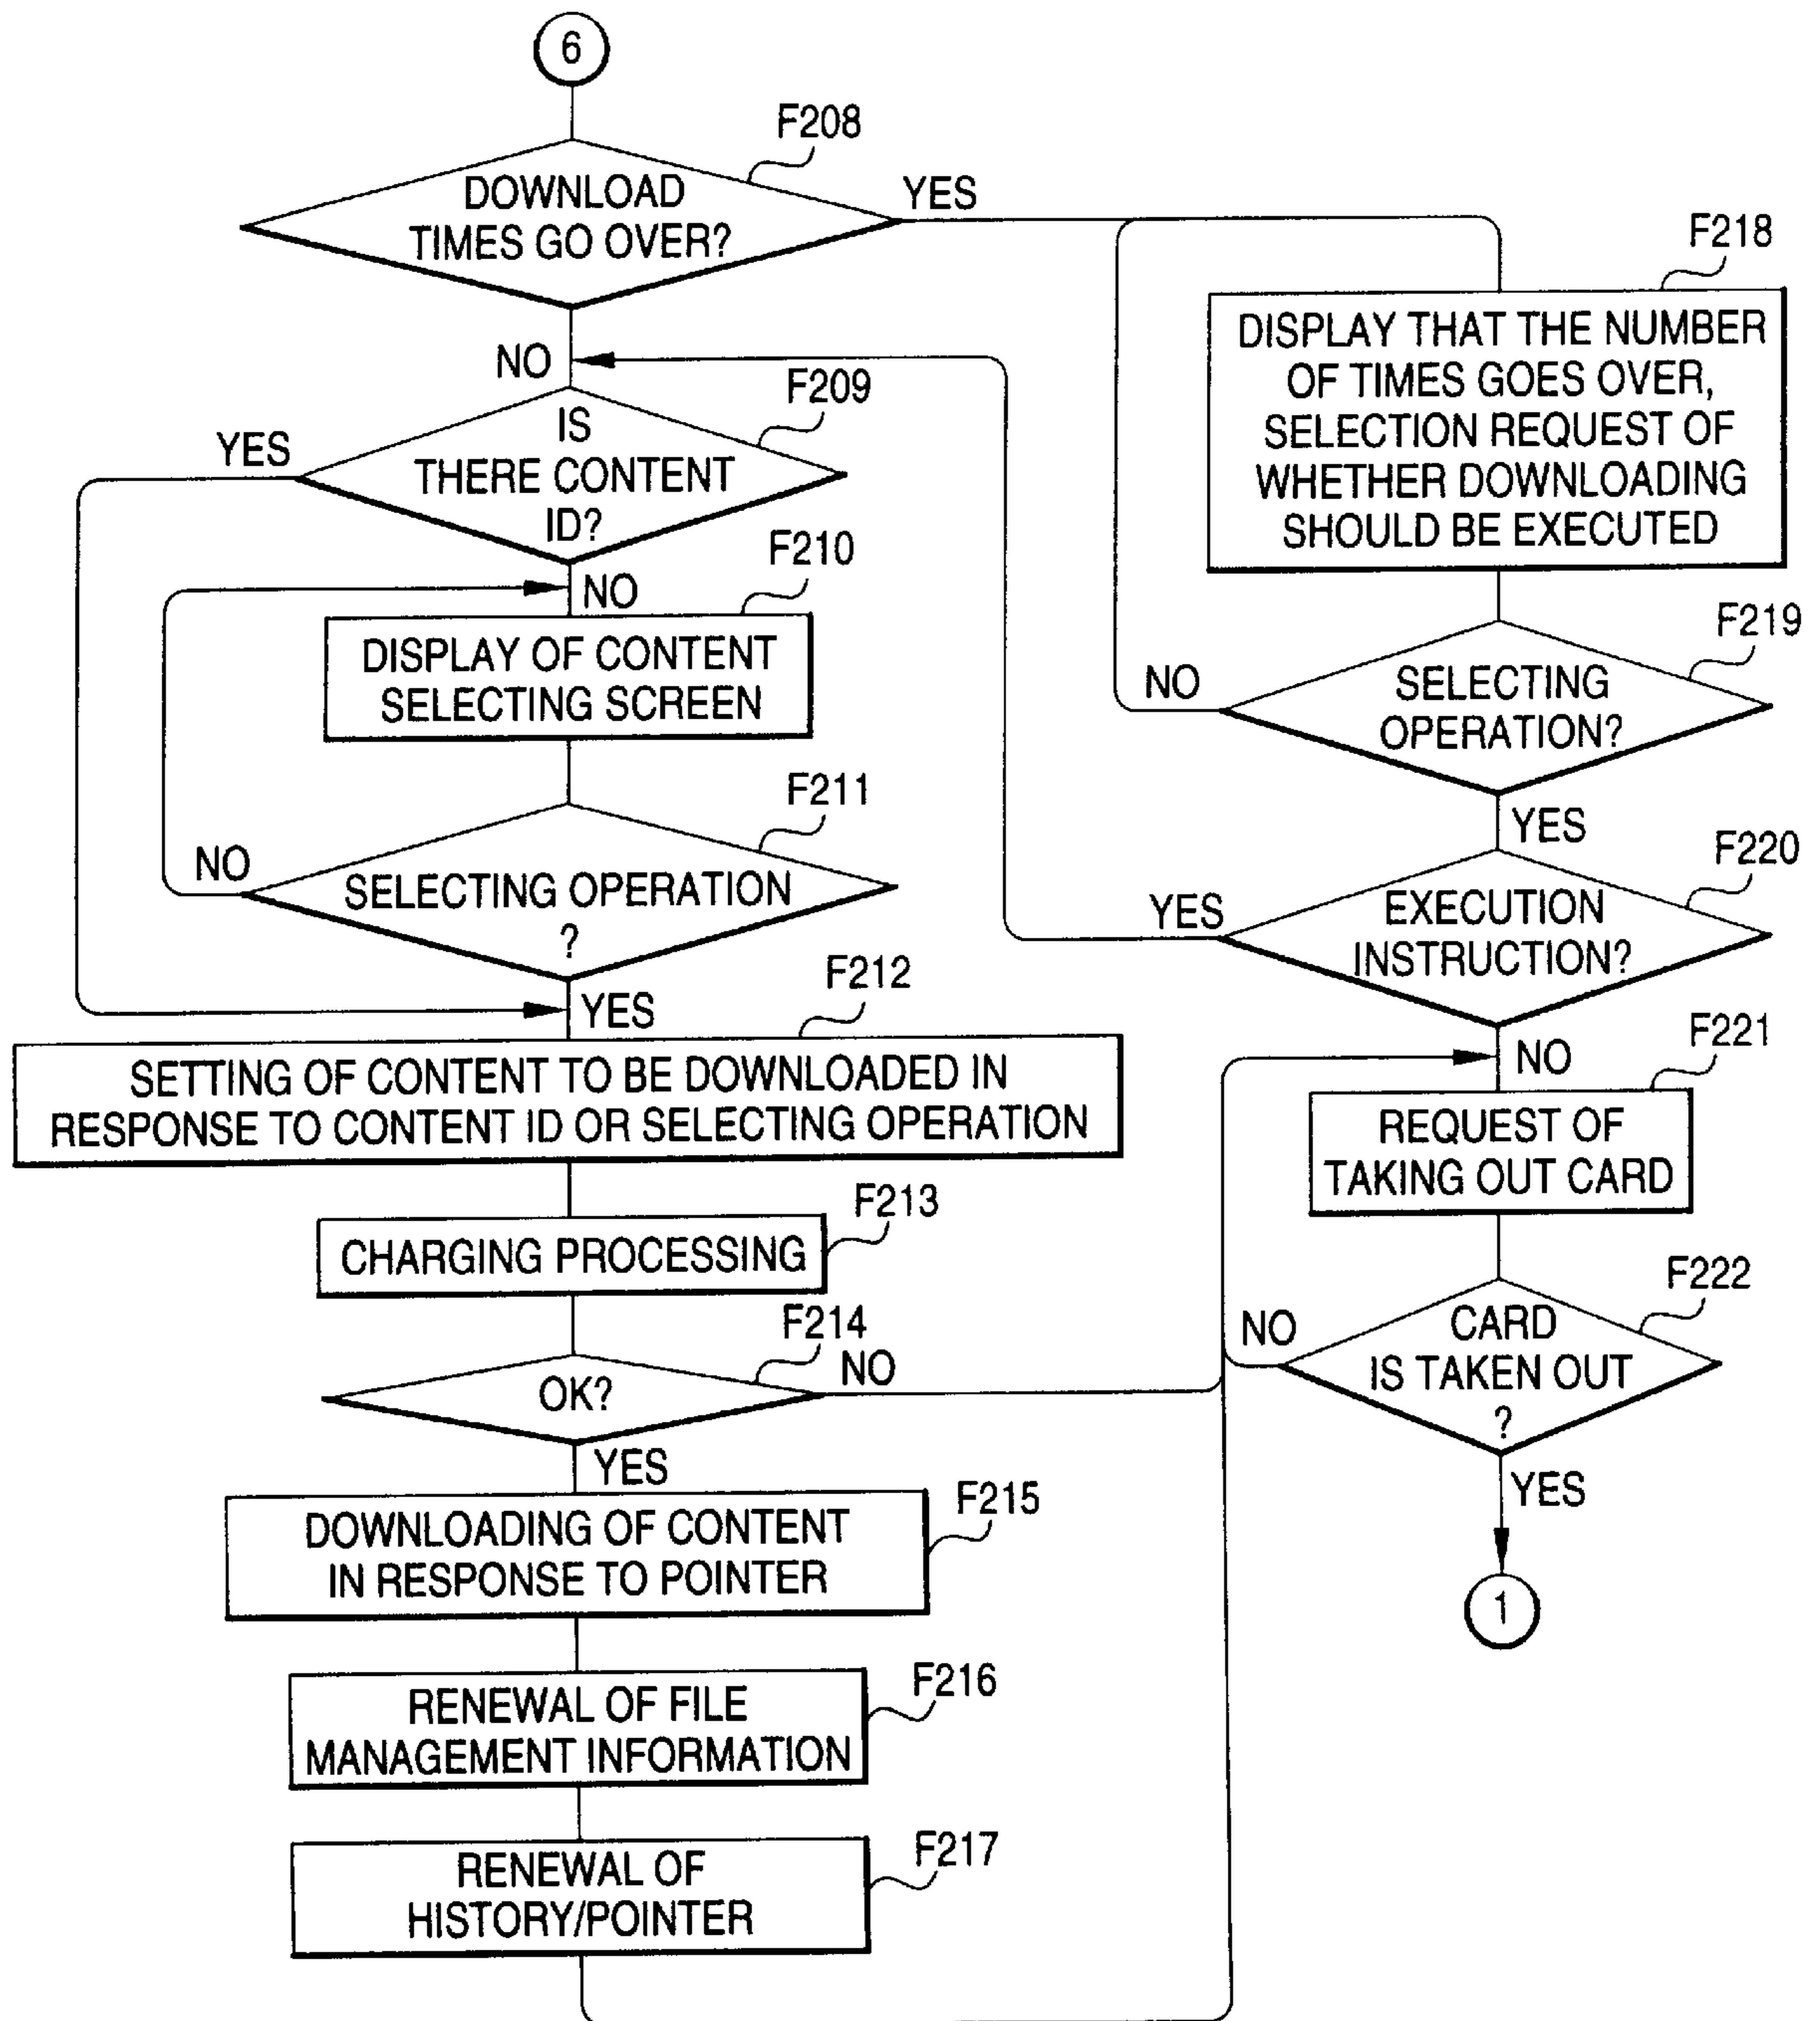 6
F208
DOWNLOAD
TIMES GO OVER?
YES
NO
F209
IS
THERE CONTENT
ID?
YES
NO
F210
DISPLAY OF CONTENT
SELECTING SCREEN
F211
SELECTING OPERATION
?
NO
YES
F212
SETTING OF CONTENT TO BE DOWNLOADED IN
RESPONSE TO CONTENT ID OR SELECTING OPERATION
F213
CHARGING PROCESSING
F214
OK?
NO
YES
F215
DOWNLOADING OF CONTENT
IN RESPONSE TO POINTER
F216
RENEWAL OF FILE
MANAGEMENT INFORMATION
F217
RENEWAL OF
HISTORY/POINTER
F218
DISPLAY THAT THE NUMBER
OF TIMES GOES OVER,
SELECTION REQUEST OF
WHETHER DOWNLOADING
SHOULD BE EXECUTED
F219
SELECTING
OPERATION?
NO
YES
F220
EXECUTION
INSTRUCTION?
YES
NO
F221
REQUEST OF
TAKING OUT CARD
F222
CARD
IS TAKEN OUT
?
NO
YES
1